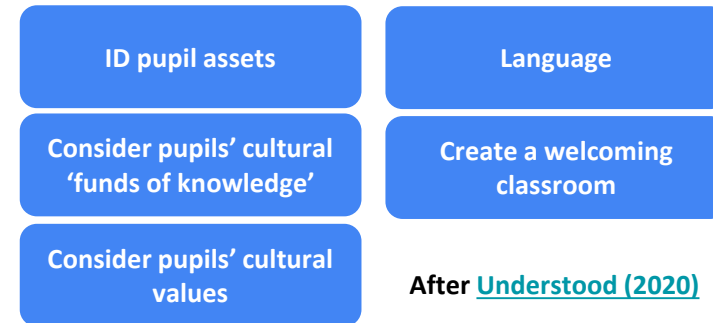 ID pupil assets
Language
Consider pupils’ cultural
‘funds of knowledge’
Create a welcoming
classroom
Consider pupils’ cultural
values
After Understood (2020)